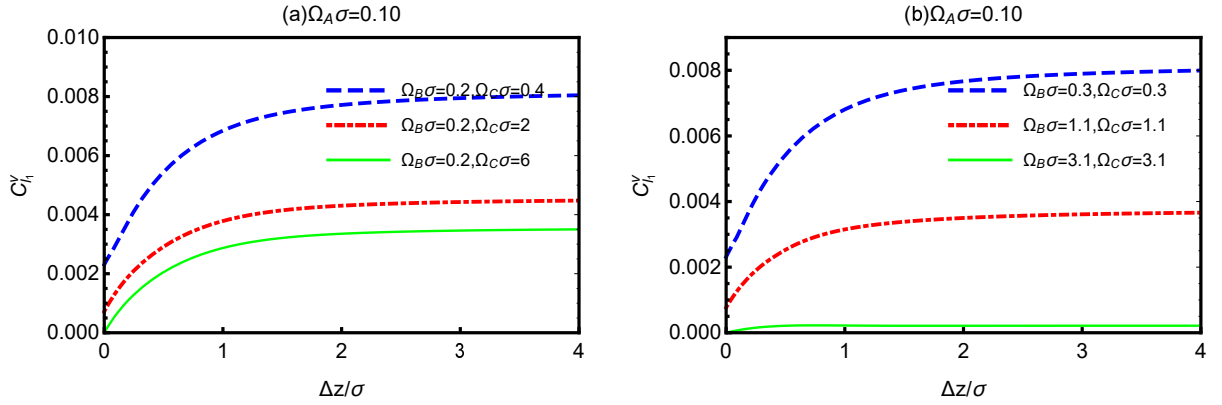 (a)Ω_Aσ=0.10
0.010
0.008
0.006
0.004
0.002
0.000
C^V_{I_1}
Ω_Bσ=0.2,Ω_Cσ=0.4
Ω_Bσ=0.2,Ω_Cσ=2
Ω_Bσ=0.2,Ω_Cσ=6
0 1 2 3 4
Δz/σ
(b)Ω_Aσ=0.10
0.008
0.006
0.004
0.002
0.000
C^V_{I_1}
Ω_Bσ=0.3,Ω_Cσ=0.3
Ω_Bσ=1.1,Ω_Cσ=1.1
Ω_Bσ=3.1,Ω_Cσ=3.1
0 1 2 3 4
Δz/σ